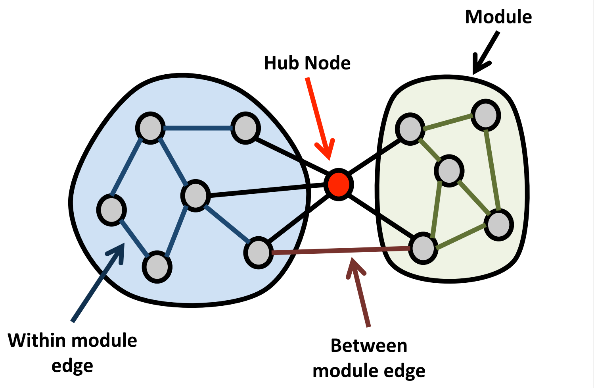 Module
Hub Node
Within module
edge
Between
module edge